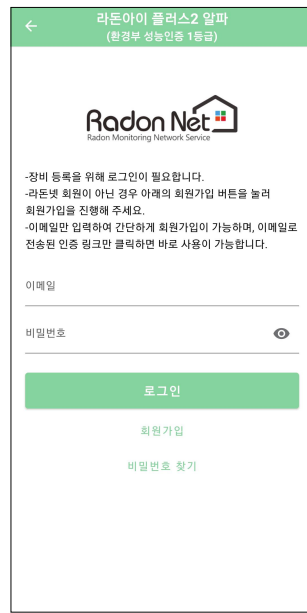 라돈아이 플러스2 알파
(환경부 성능인증 1등급)
Radon Net
Radon Monitoring Network Service
-장비 등록을 위해 로그인이 필요합니다.
-라돈넷 회원이 아닌 경우 아래의 회원가입 버튼을 눌러
회원가입을 진행해 주세요.
-이메일만 입력하여 간단하게 회원가입이 가능하며, 이메일로
전송된 인증 링크만 클릭하면 바로 사용이 가능합니다.
이메일
비밀번호
로그인
회원가입
비밀번호 찾기